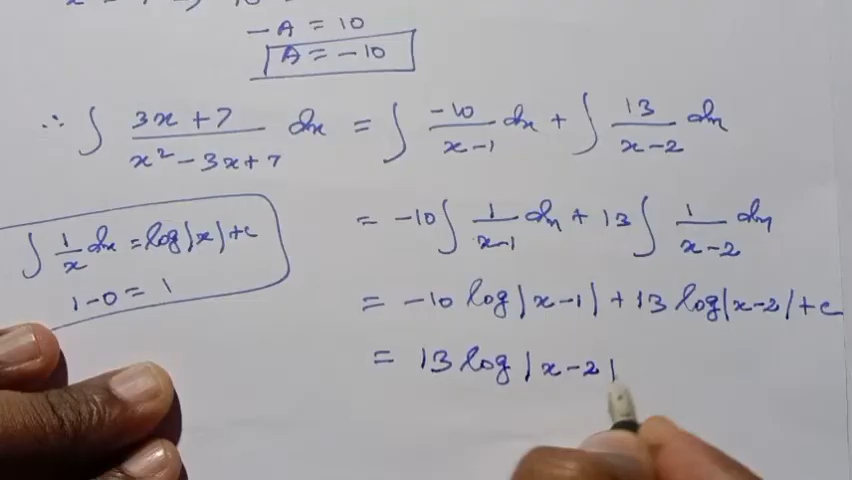 -A = 10
A = -10
∴ ∫ 3x+7 / x² - 3x + 7 dx = ∫ -10 / x-1 dx + ∫ 13 / x-2 dx
= -10 ∫ 1 / x-1 dx + 13 ∫ 1 / x-2 dx
∫ 1/x dx = log|x| + c
1-0 = 1
= -10 log|x-1| + 13 log|x-2| + c
= 13 log|x-2|